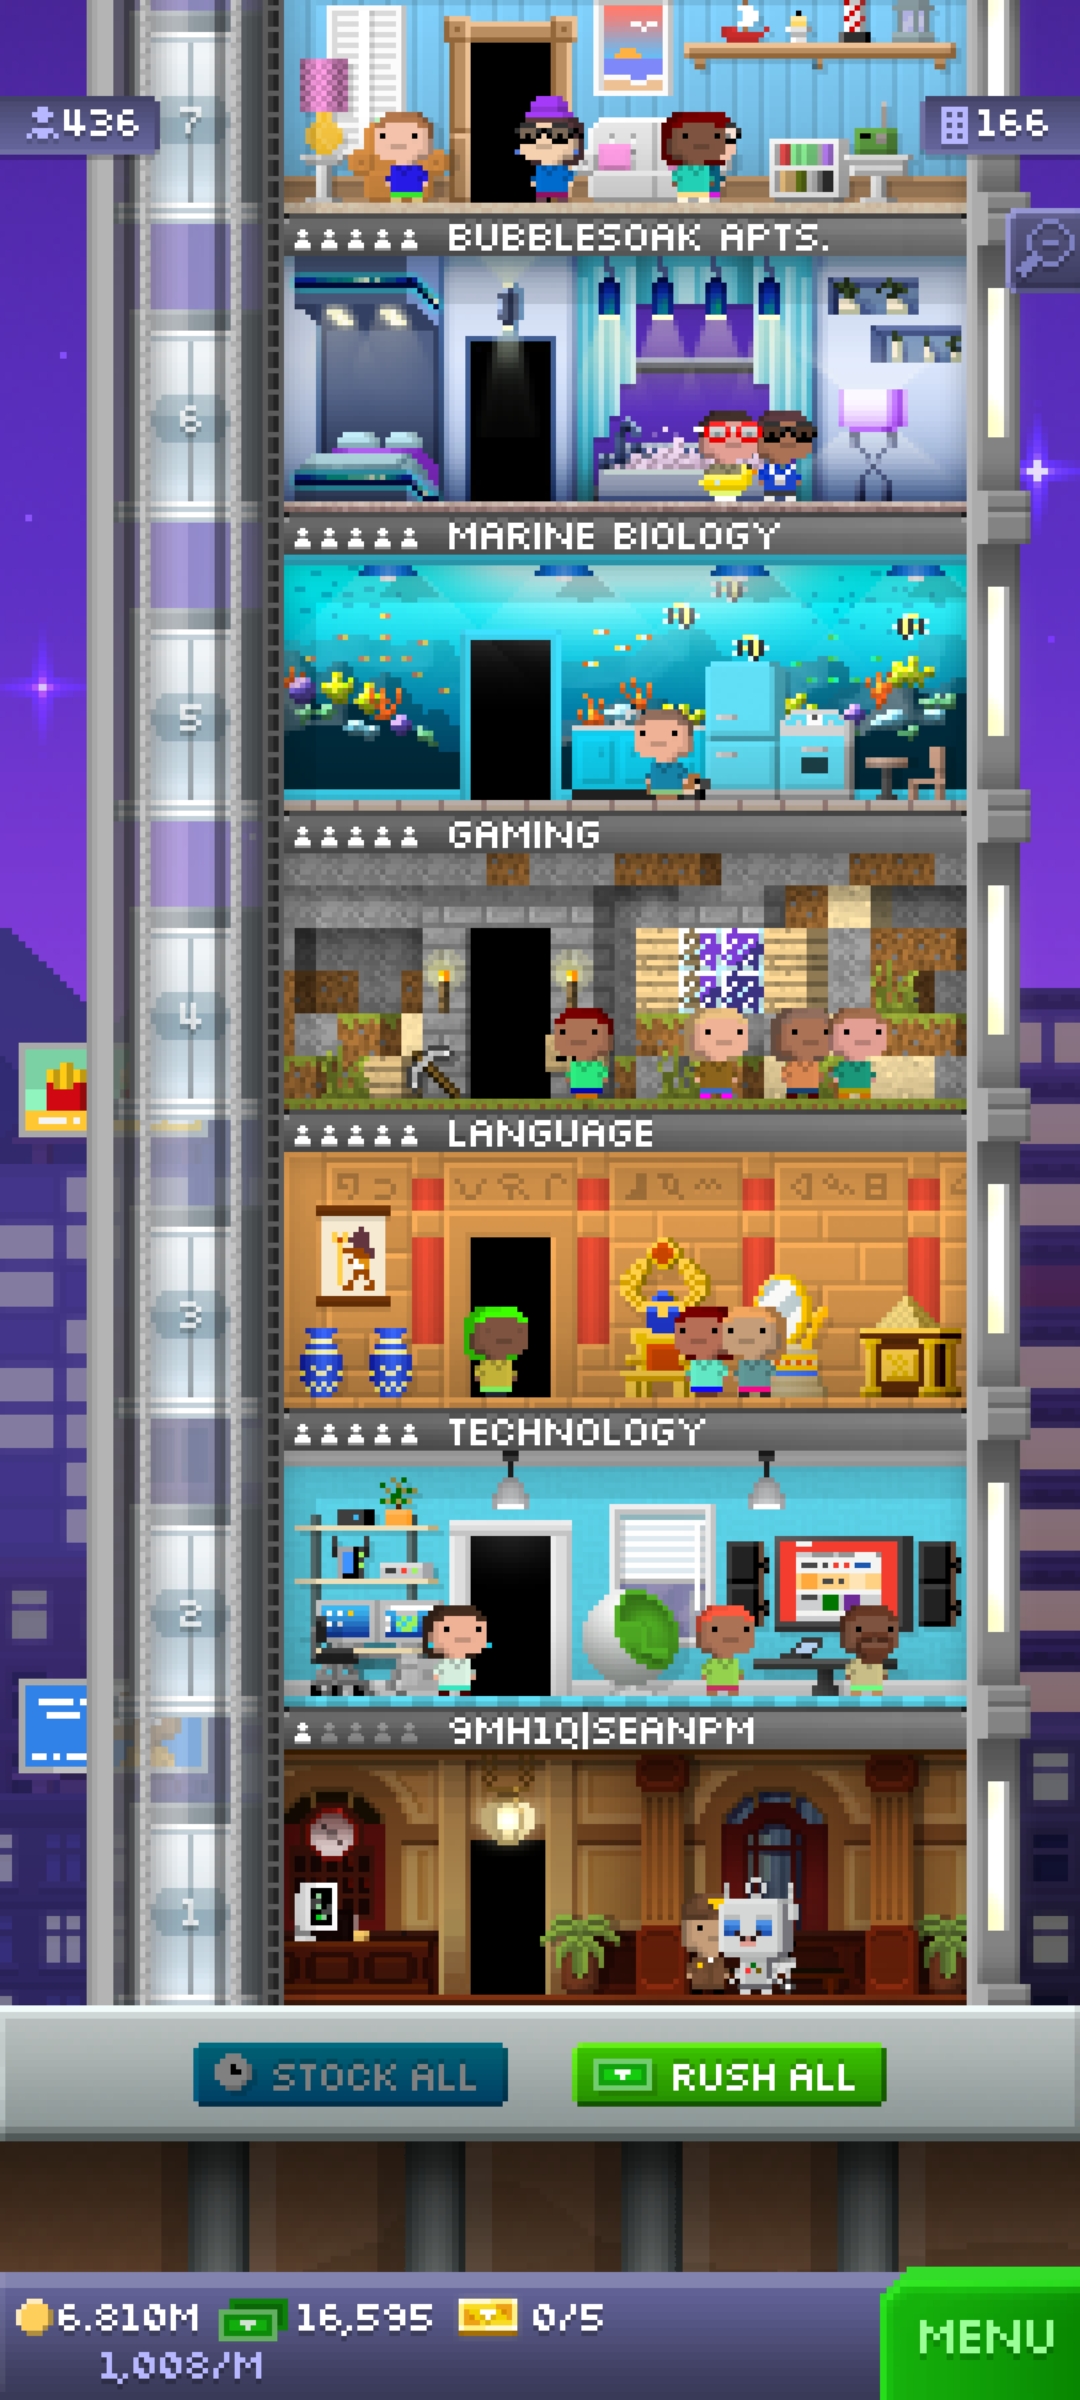 7
436
166
BUBBLESOAK APTS.
6
MARINE BIOLOGY
5
GAMING
4
LANGUAGE
3
TECHNOLOGY
2
9MH1Q|SEANPM
1
STOCK ALL
RUSH ALL
6.810M
16,595
0/5
MENU
1,008/M